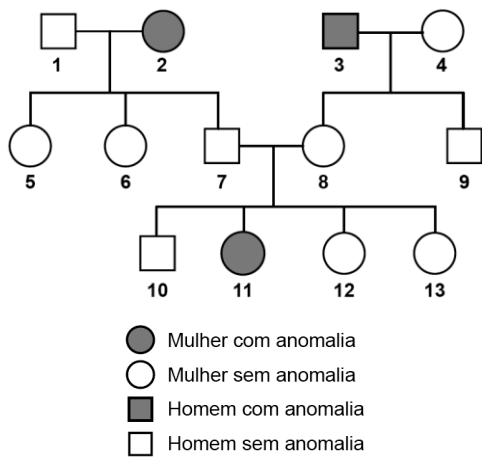 1 2 3 4
5 6 7 8 9
10 11 12 13
Mulher com anomalia
Mulher sem anomalia
Homem com anomalia
Homem sem anomalia